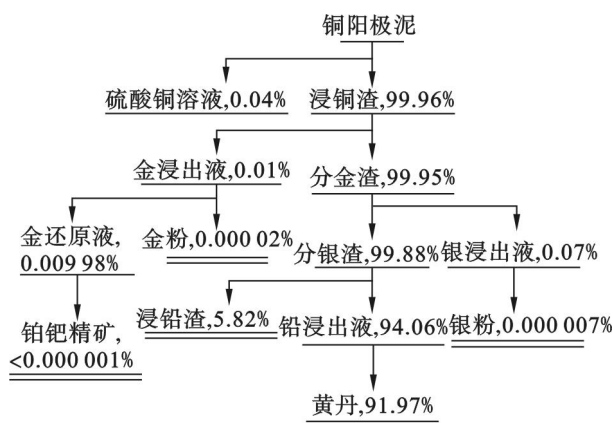 铜阳极泥
硫酸铜溶液,0.04% 浸铜渣,99.96%
金浸出液,0.01% 分金渣,99.95%
金还原液,
0.009 98%
金粉,0.000 02% 分银渣,99.88% 银浸出液,0.07%
铂钯精矿,
<0.000 001%
浸铅渣,5.82% 铅浸出液,94.06% 银粉,0.000 007%
黄丹,91.97%